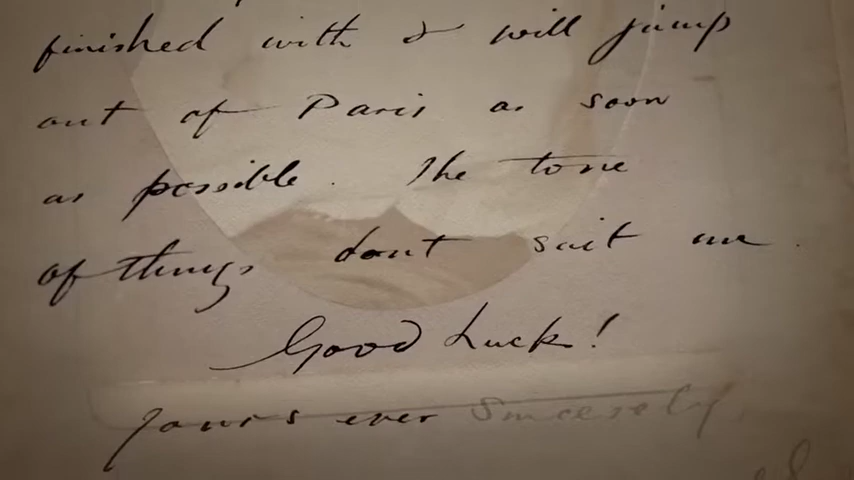 finished with & will jump
out of Paris as soon
as possible. The tone
of things dont suit me.
Good Luck!
Yours ever Sincerely